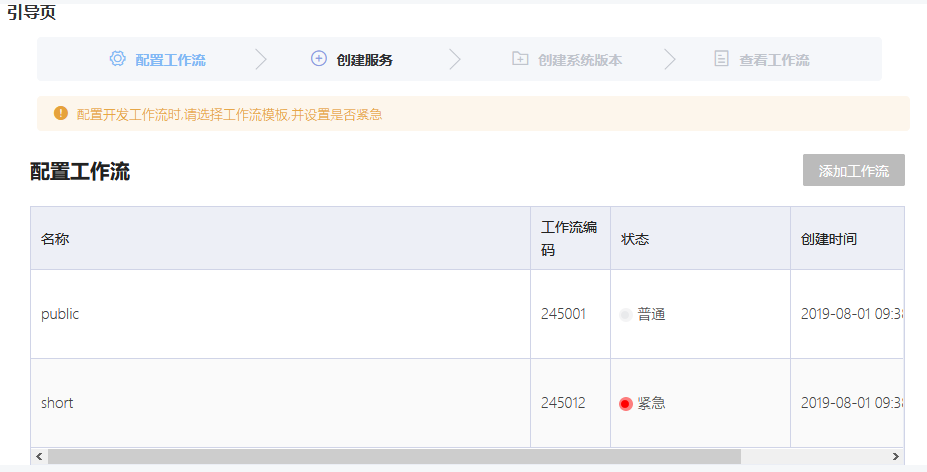 引导页
配置工作流 创建服务 创建系统版本 查看工作流
配置开发工作流时,请选择工作流模板,并设置是否紧急
配置工作流 添加工作流
名称 工作流编码 状态 创建时间
public 245001 普通 2019-08-01 09:38
short 245012 紧急 2019-08-01 09:38